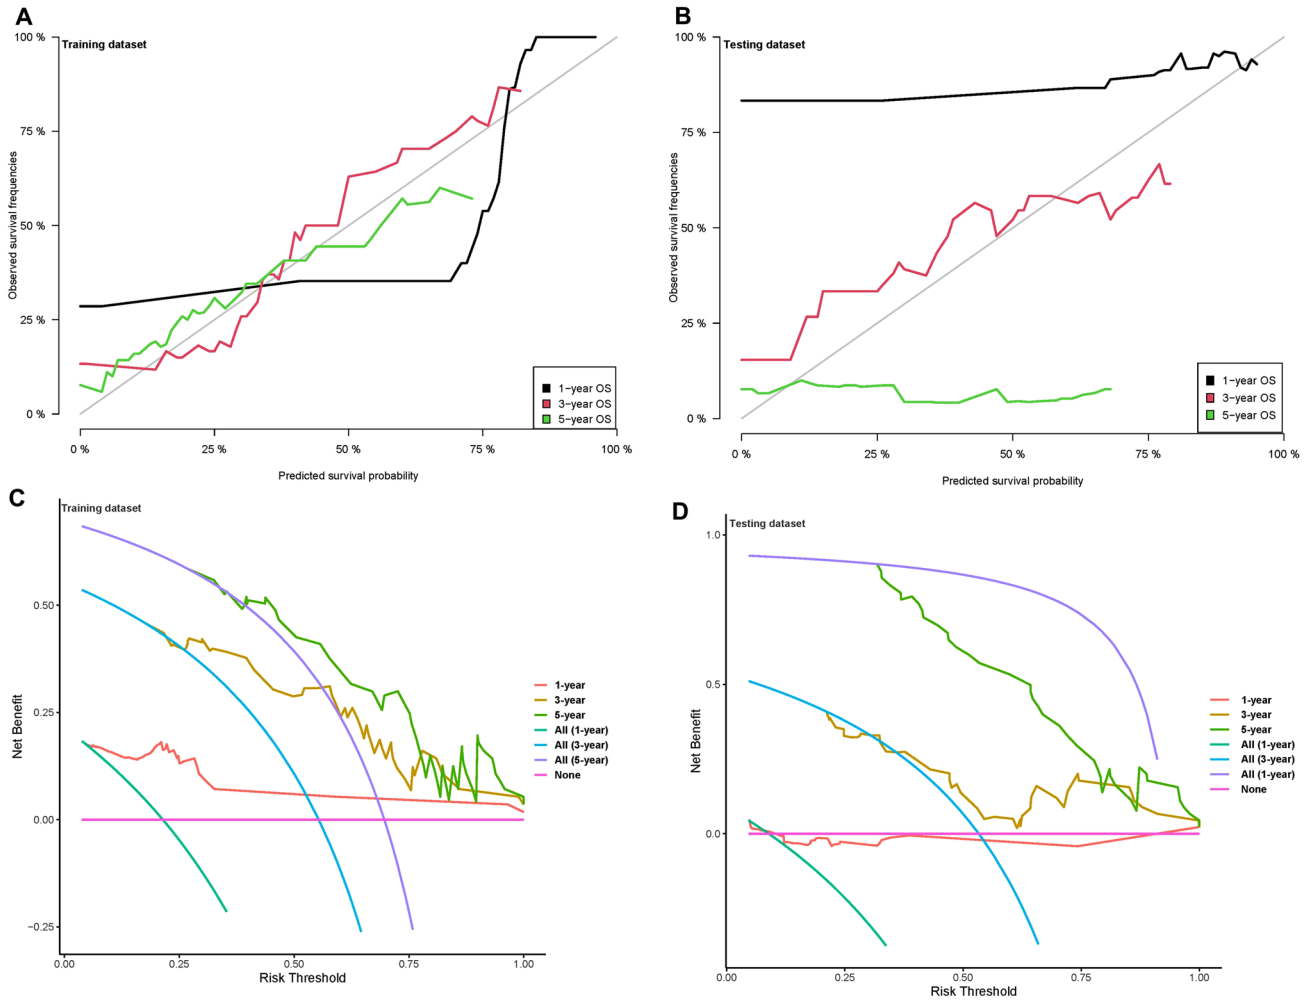 A
Training dataset
100 %
75 %
50 %
25 %
0 %
Observed survival frequencies
1−year OS
3−year OS
5−year OS
0 %
25 %
50 %
75 %
100 %
Predicted survival probability
B
Testing dataset
100 %
75 %
50 %
25 %
0 %
Observed survival frequencies
1−year OS
3−year OS
5−year OS
0 %
25 %
50 %
75 %
100 %
Predicted survival probability
C
Training dataset
0.50
0.25
0.00
−0.25
Net Benefit
1-year
3-year
5-year
All (1-year)
All (3-year)
All (5-year)
None
0.00
0.25
0.50
0.75
1.00
Risk Threshold
D
Testing dataset
1.0
0.5
0.0
Net Benefit
1-year
3-year
5-year
All (1-year)
All (3-year)
All (1-year)
None
0.00
0.25
0.50
0.75
1.00
Risk Threshold